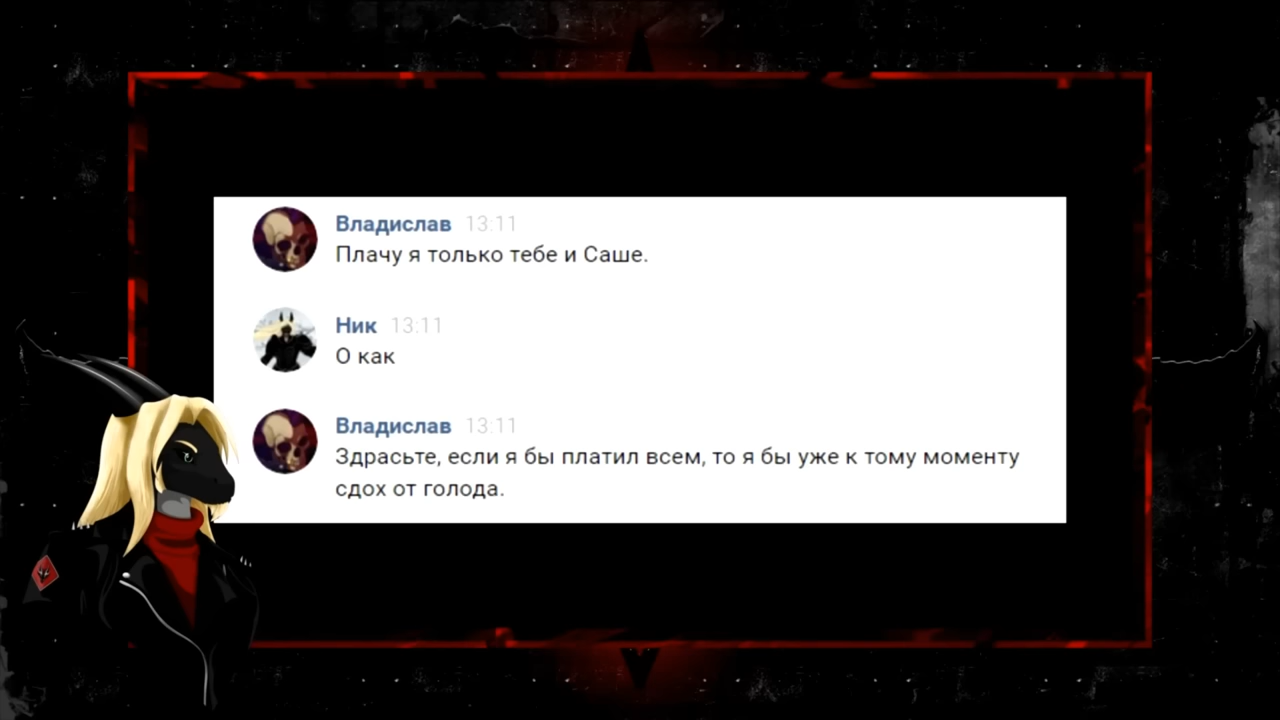 Владислав 13:11
Плачу я только тебе и Саше.
Ник 13:11
О как
Владислав 13:11
Здрасьте, если я бы платил всем, то я бы уже к тому моменту
сдох от голода.